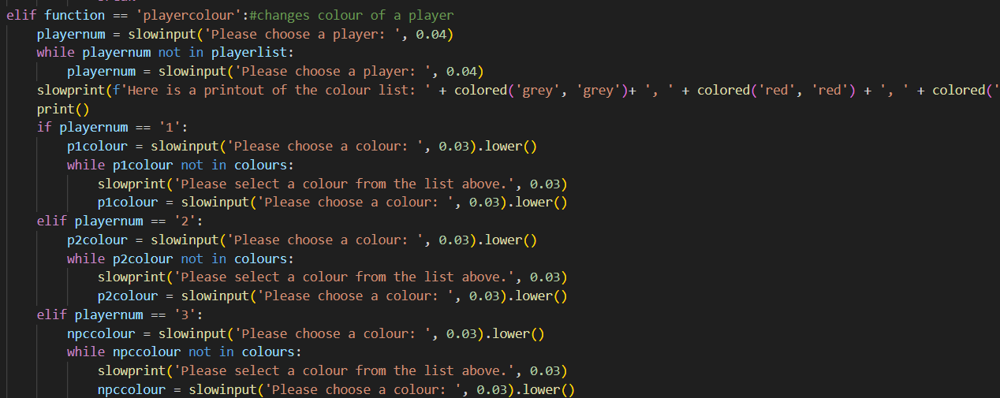 elif function == 'playercolour':#changes colour of a player
playernum = slowinput('Please choose a player: ', 0.04)
while playernum not in playerlist:
playernum = slowinput('Please choose a player: ', 0.04)
slowprint(f'Here is a printout of the colour list: ' + colored('grey', 'grey')+ ', ' + colored('red', 'red') + ', ' + colored('
print()
if playernum == '1':
p1colour = slowinput('Please choose a colour: ', 0.03).lower()
while p1colour not in colours:
slowprint('Please select a colour from the list above.', 0.03)
p1colour = slowinput('Please choose a colour: ', 0.03).lower()
elif playernum == '2':
p2colour = slowinput('Please choose a colour: ', 0.03).lower()
while p2colour not in colours:
slowprint('Please select a colour from the list above.', 0.03)
p2colour = slowinput('Please choose a colour: ', 0.03).lower()
elif playernum == '3':
npccolour = slowinput('Please choose a colour: ', 0.03).lower()
while npccolour not in colours:
slowprint('Please select a colour from the list above.', 0.03)
npccolour = slowinput('Please choose a colour: ', 0.03).lower()